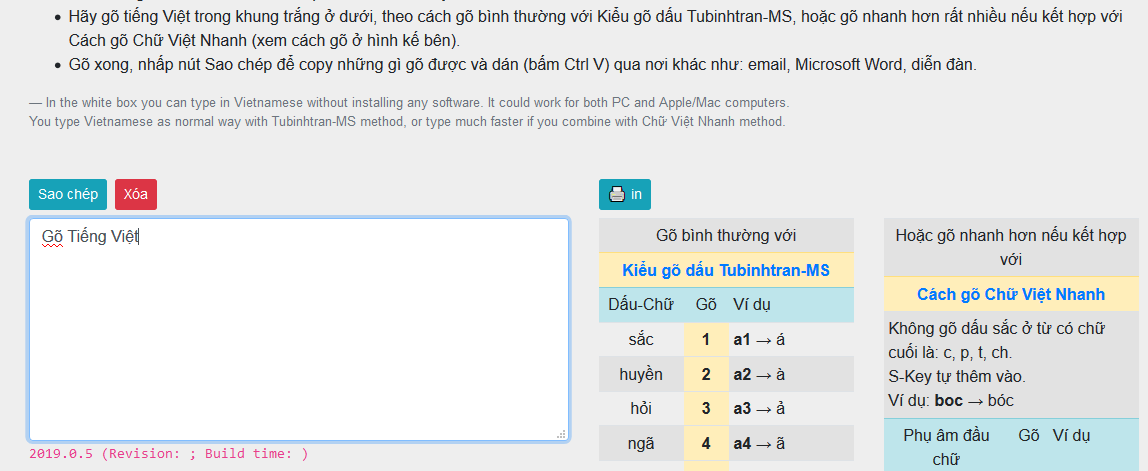 Hãy gõ tiếng Việt trong khung trắng ở dưới, theo cách gõ bình thường với Kiểu gõ dấu Tubinhtran-MS, hoặc gõ nhanh hơn rất nhiều nếu kết hợp với
Cách gõ Chữ Việt Nhanh (xem cách gõ ở hình kế bên).
Gõ xong, nhấp nút Sao chép để copy những gì gõ được và dán (bấm Ctrl V) qua nơi khác như: email, Microsoft Word, diễn đàn.
— In the white box you can type in Vietnamese without installing any software. It could work for both PC and Apple/Mac computers.
You type Vietnamese as normal way with Tubinhtran-MS method, or type much faster if you combine with Chữ Việt Nhanh method.
Sao chép Xóa
Gõ Tiếng Việt
2019.0.5 (Revision: ; Build time: )
in
Gõ bình thường với
Kiểu gõ dấu Tubinhtran-MS
Dấu-Chữ Gõ Ví dụ
sắc 1 a1 → á
huyền 2 a2 → à
hỏi 3 a3 → ả
ngã 4 a4 → ã
Hoặc gõ nhanh hơn nếu kết hợp
với
Cách gõ Chữ Việt Nhanh
Không gõ dấu sắc ở từ có chữ
cuối là: c, p, t, ch.
S-Key tự thêm vào.
Ví dụ: boc → bóc
Phụ âm đầu Gõ Ví dụ
chữ